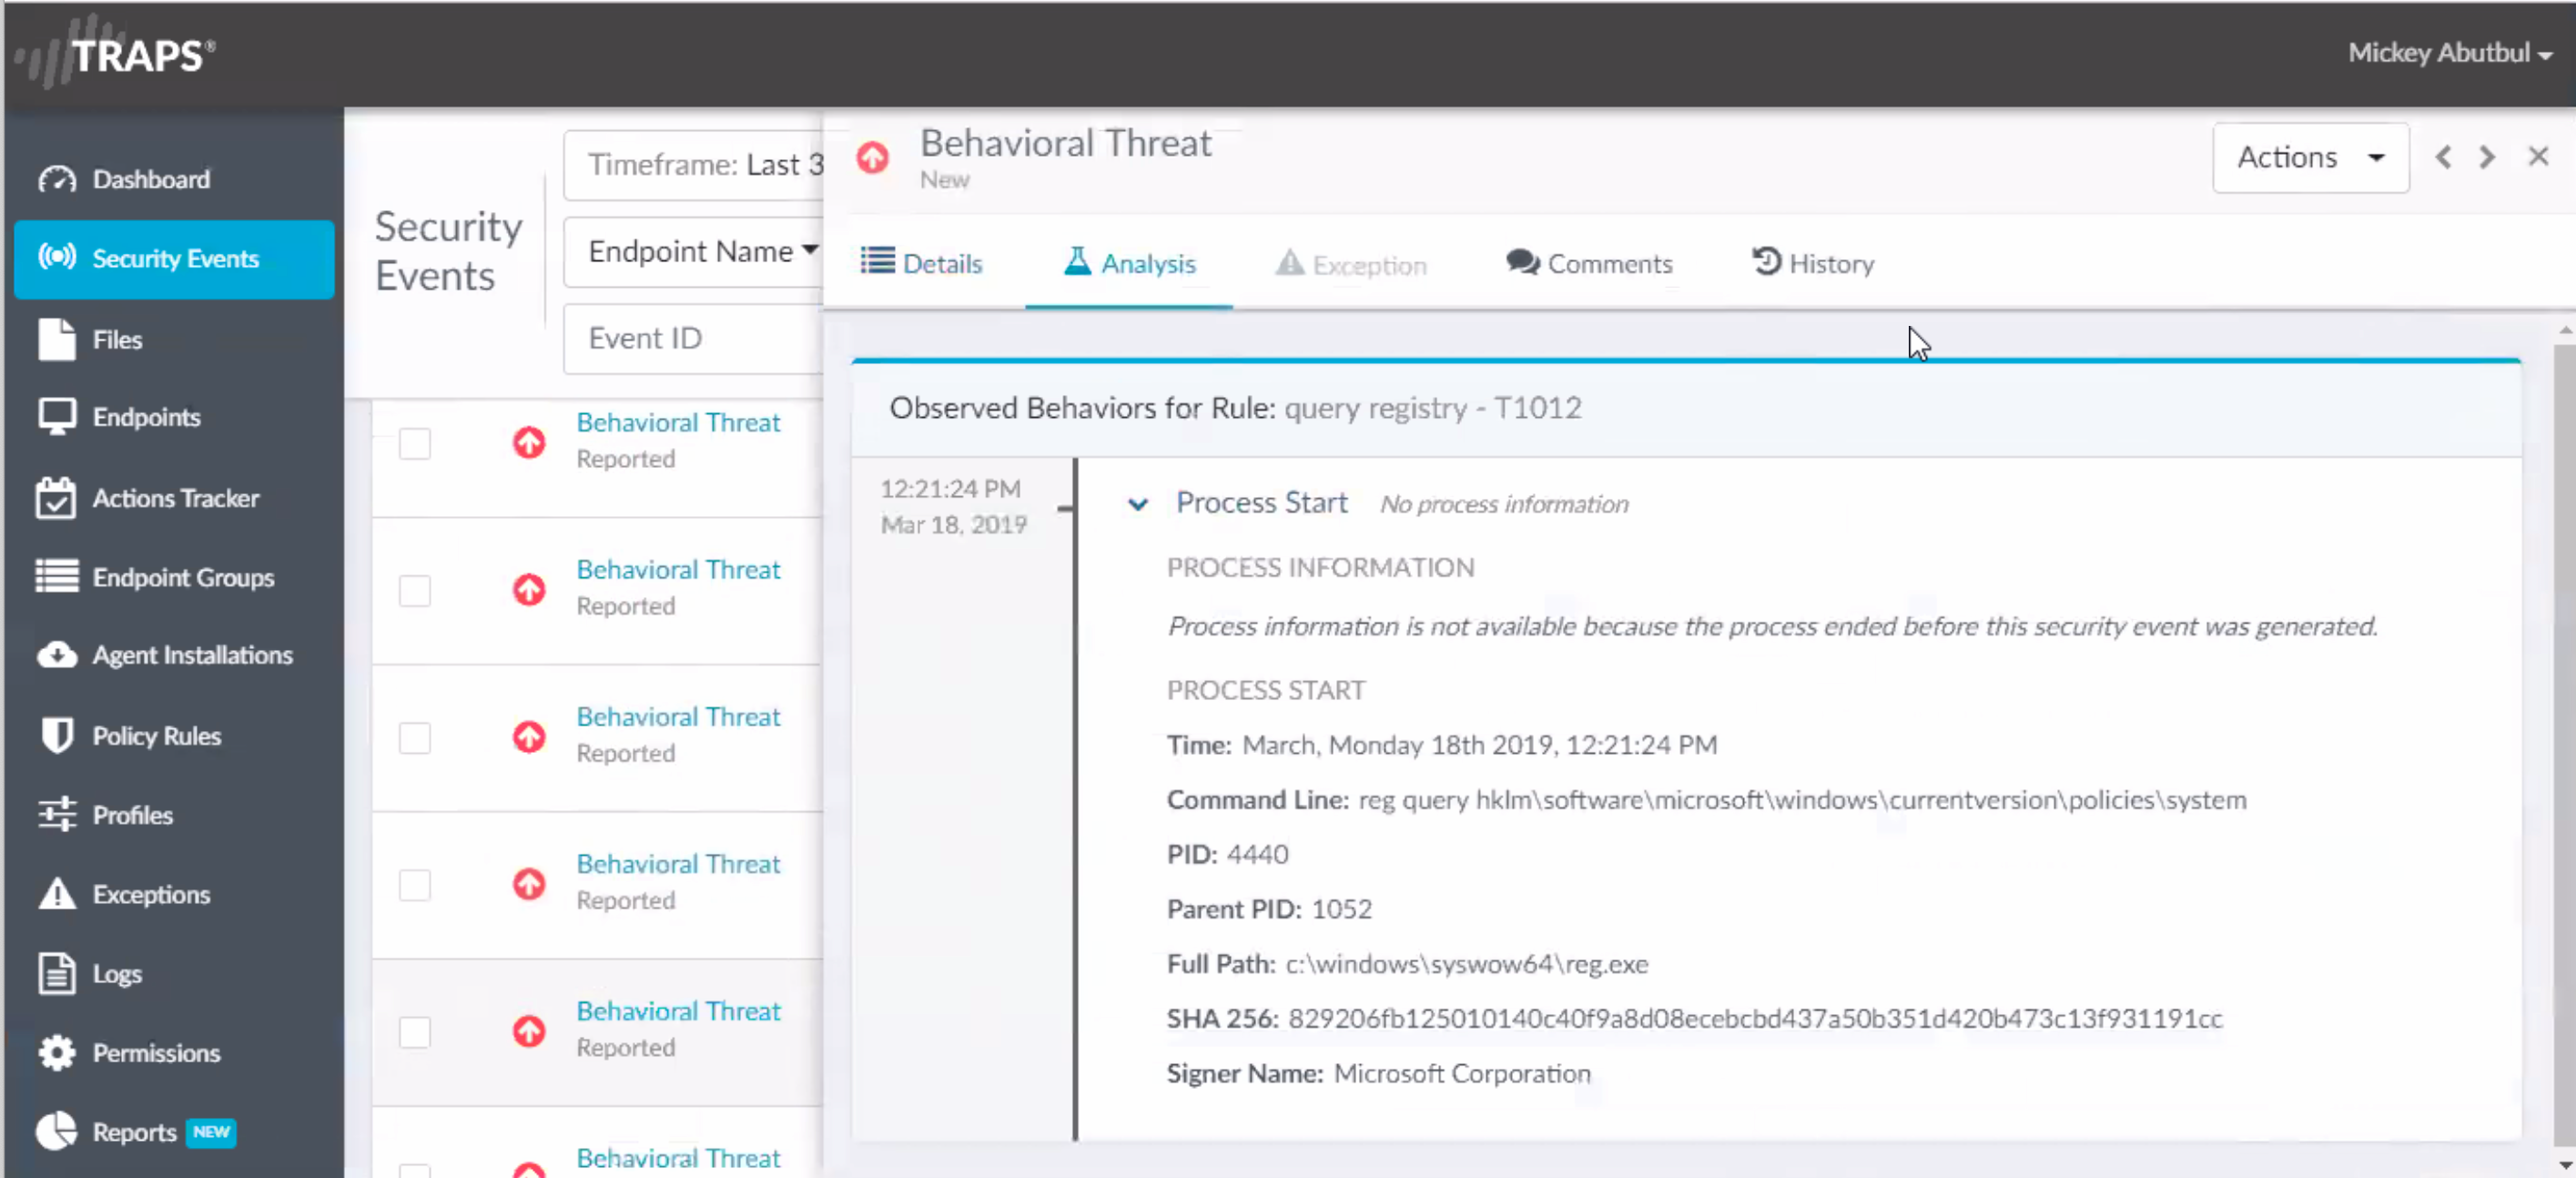 TRAPS®
Mickey Abutbul
Dashboard
Security Events
Files
Endpoints
Actions Tracker
Endpoint Groups
Agent Installations
Policy Rules
Profiles
Exceptions
Logs
Permissions
Reports NEW
Security
Events
Timeframe: Last 3
Endpoint Name
Event ID
Behavioral Threat
Reported
Behavioral Threat
Reported
Behavioral Threat
Reported
Behavioral Threat
Reported
Behavioral Threat
Reported
Behavioral Threat
Behavioral Threat
New
Actions
Details
Analysis
Exception
Comments
History
Observed Behaviors for Rule: query registry - T1012
12:21:24 PM
Mar 18, 2019
Process Start No process information
PROCESS INFORMATION
Process information is not available because the process ended before this security event was generated.
PROCESS START
Time: March, Monday 18th 2019, 12:21:24 PM
Command Line: reg query hklm\software\microsoft\windows\currentversion\policies\system
PID: 4440
Parent PID: 1052
Full Path: c:\windows\syswow64\reg.exe
SHA 256: 829206fb125010140c40f9a8d08ecebcbd437a50b351d420b473c13f931191cc
Signer Name: Microsoft Corporation